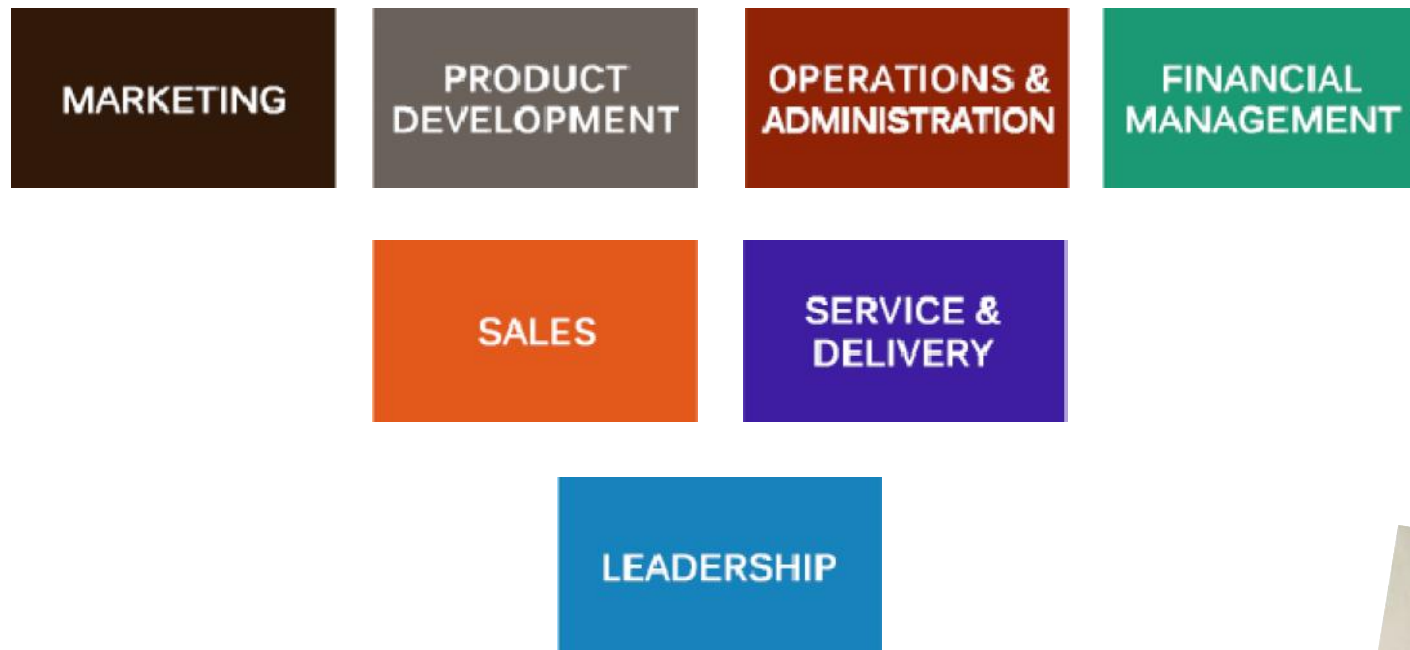 MARKETING
PRODUCT
DEVELOPMENT
OPERATIONS &
ADMINISTRATION
FINANCIAL
MANAGEMENT
SALES
SERVICE &
DELIVERY
LEADERSHIP